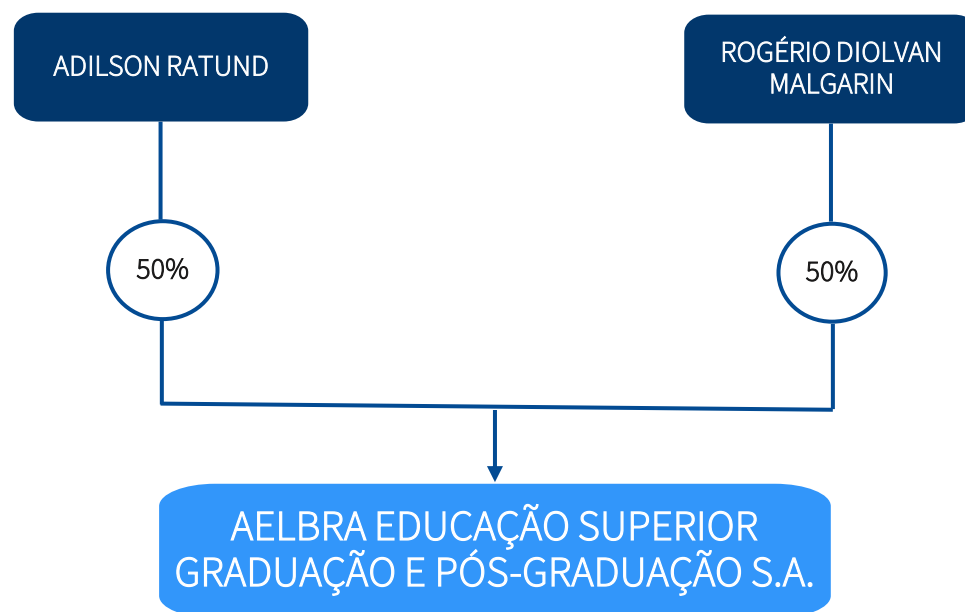 ADILSON RATUND
ROGÉRIO DIOLVAN
MALGARIN
50%
50%
AELBRA EDUCAÇÃO SUPERIOR
GRADUAÇÃO E PÓS-GRADUAÇÃO S.A.